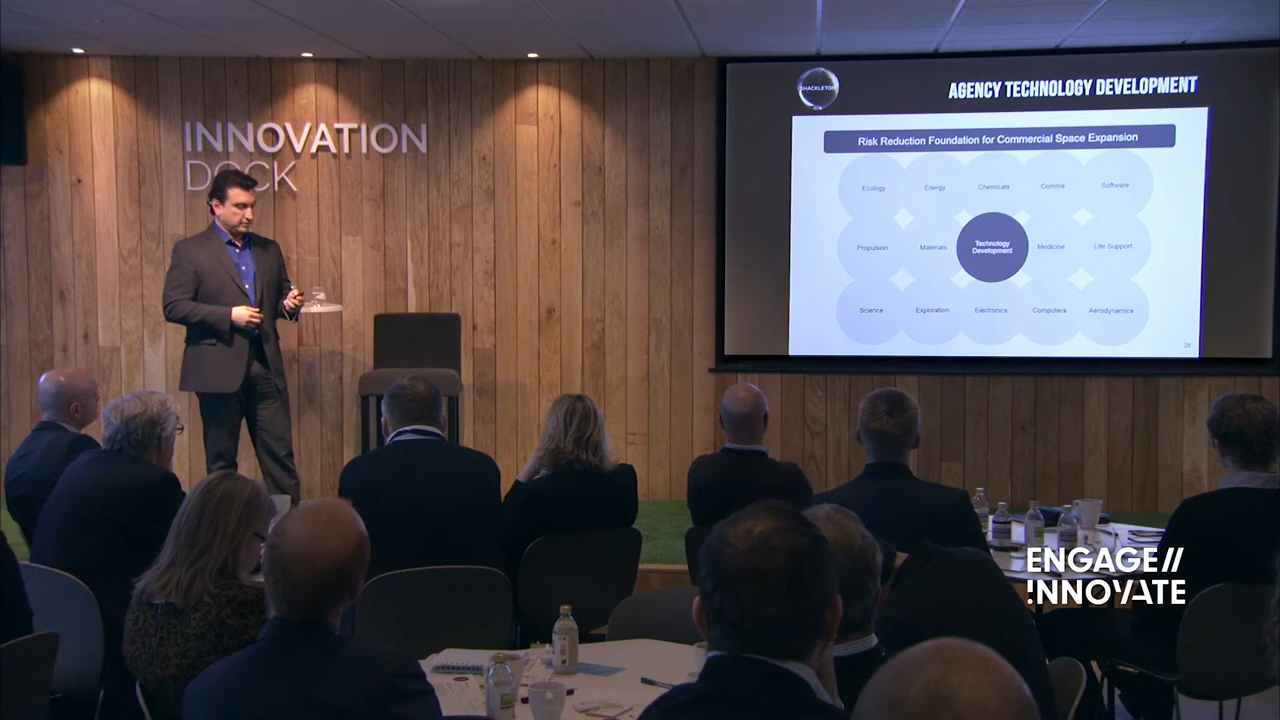 INNOVATION
DOCK
SHACKLETON
AGENCY TECHNOLOGY DEVELOPMENT
Risk Reduction Foundation for Commercial Space Expansion
Ecology
Energy
Chemicals
Comms
Software
Propulsion
Materials
Technology
Development
Medicine
Life Support
Science
Exploration
Electronics
Computers
Aerodynamics
28
ENGAGE//
INNOVATE